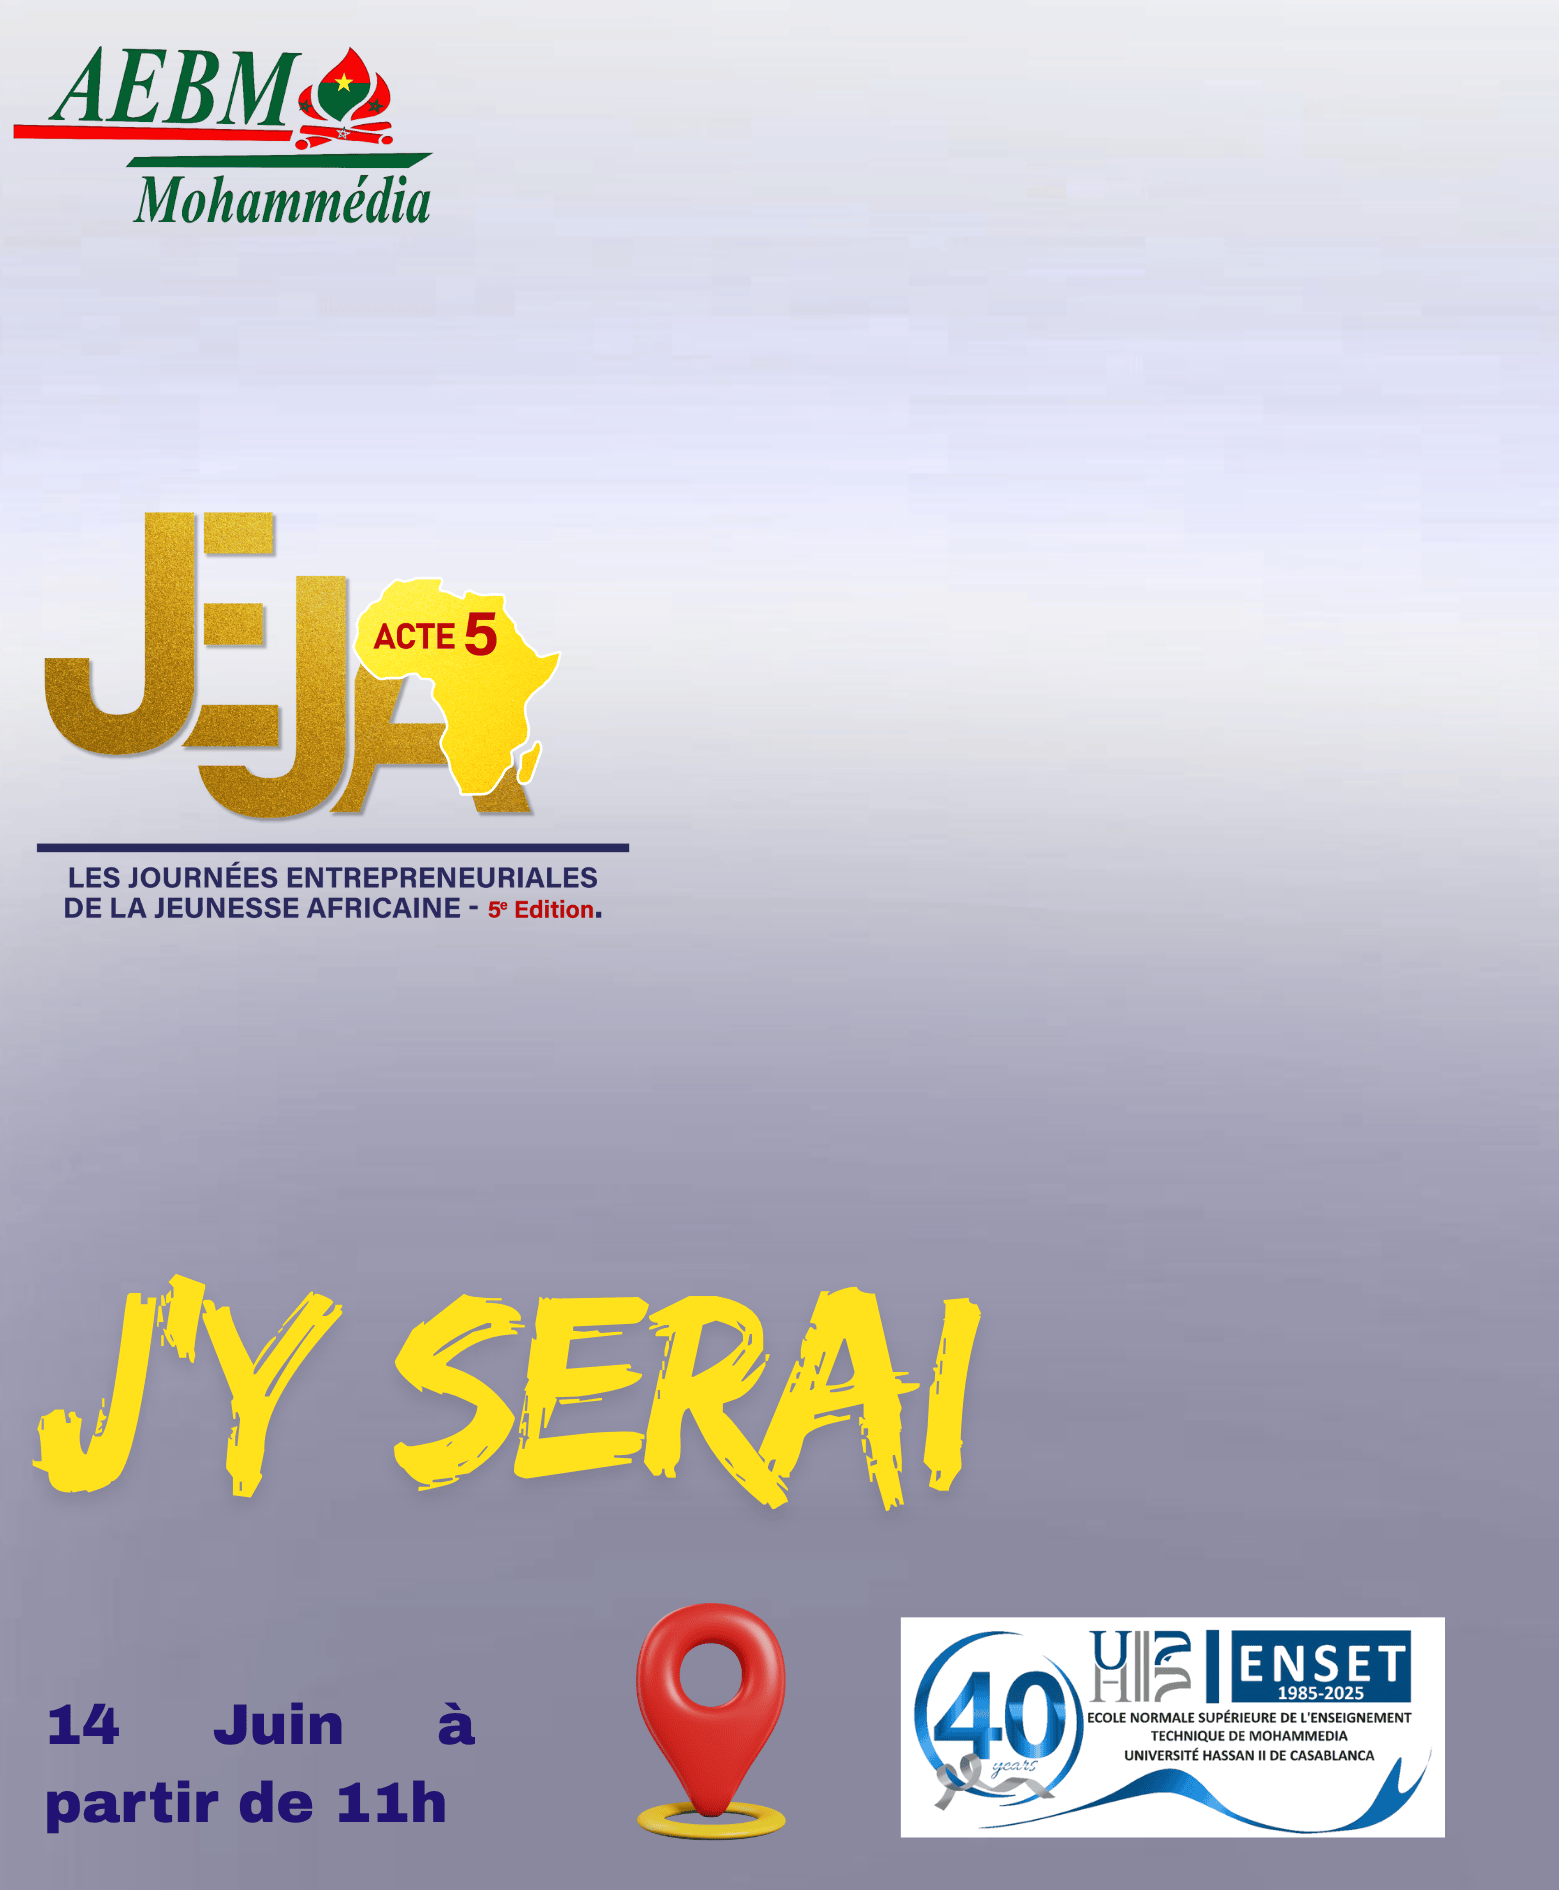 AEBM
Mohammédia
JEJA
ACTE 5
LES JOURNÉES ENTREPRENEURIALES
DE LA JEUNESSE AFRICAINE - 5e Edition.
J'Y SERAI
14 Juin à
partir de 11h
40
years
UH
ENSET
1985-2025
ECOLE NORMALE SUPÉRIEURE DE L'ENSEIGNEMENT
TECHNIQUE DE MOHAMMEDIA
UNIVERSITÉ HASSAN II DE CASABLANCA